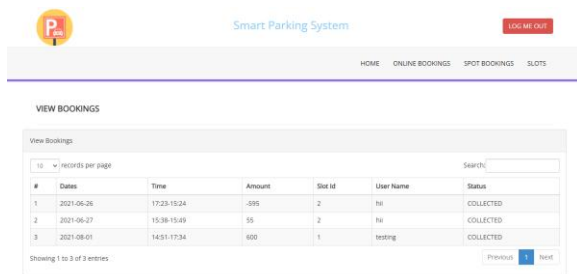 P
Smart Parking System
LOG ME OUT
HOME ONLINE BOOKINGS SPOT BOOKINGS SLOTS
VIEW BOOKINGS
View Bookings
10 records per page Search:
# Dates Time Amount Slot Id User Name Status
1 2021-06-26 17:23-15:24 -595 2 hii COLLECTED
2 2021-06-27 15:38-15:49 55 2 hii COLLECTED
3 2021-08-01 14:51-17:34 600 1 testing COLLECTED
Showing 1 to 3 of 3 entries Previous 1 Next